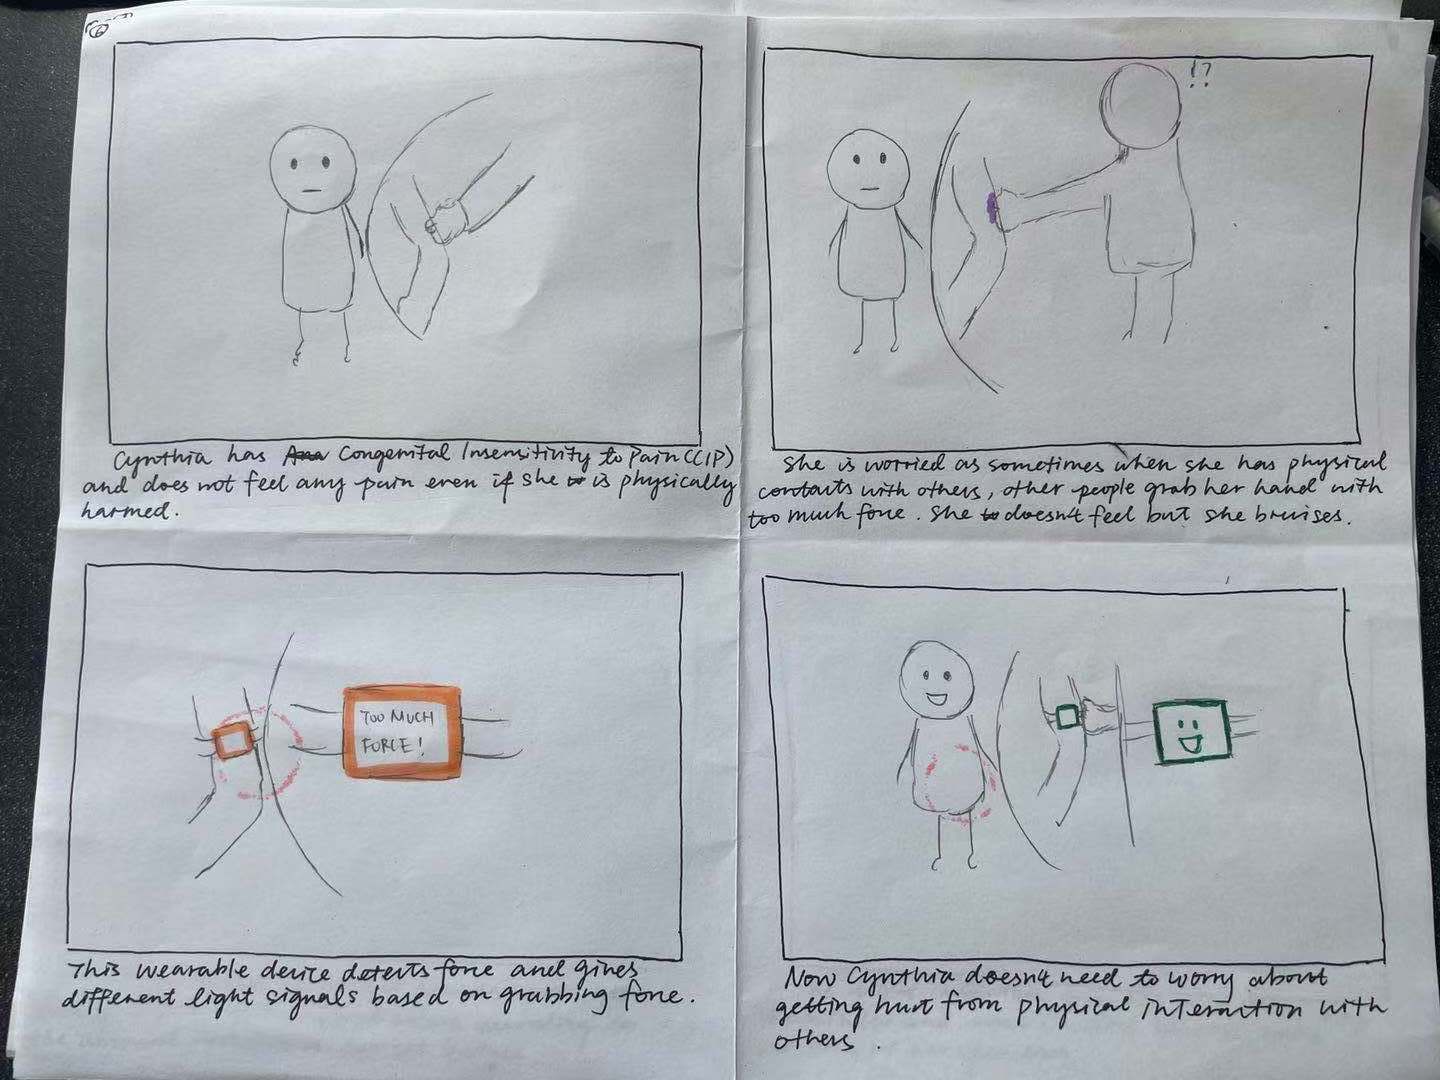 6
Cynthia has Congenital Insensitivity to Pain (CIP)
and does not feel any pain even if she is physically
harmed.
!?
She is worried as sometimes when she has physical
contacts with others, other people grab her hand with
too much force. She doesn't feel but she bruises.
TOO MUCH
FORCE!
This wearable device detects force and gives
different light signals based on grabbing force.
Now Cynthia doesn't need to worry about
getting hurt from physical interaction with
others.